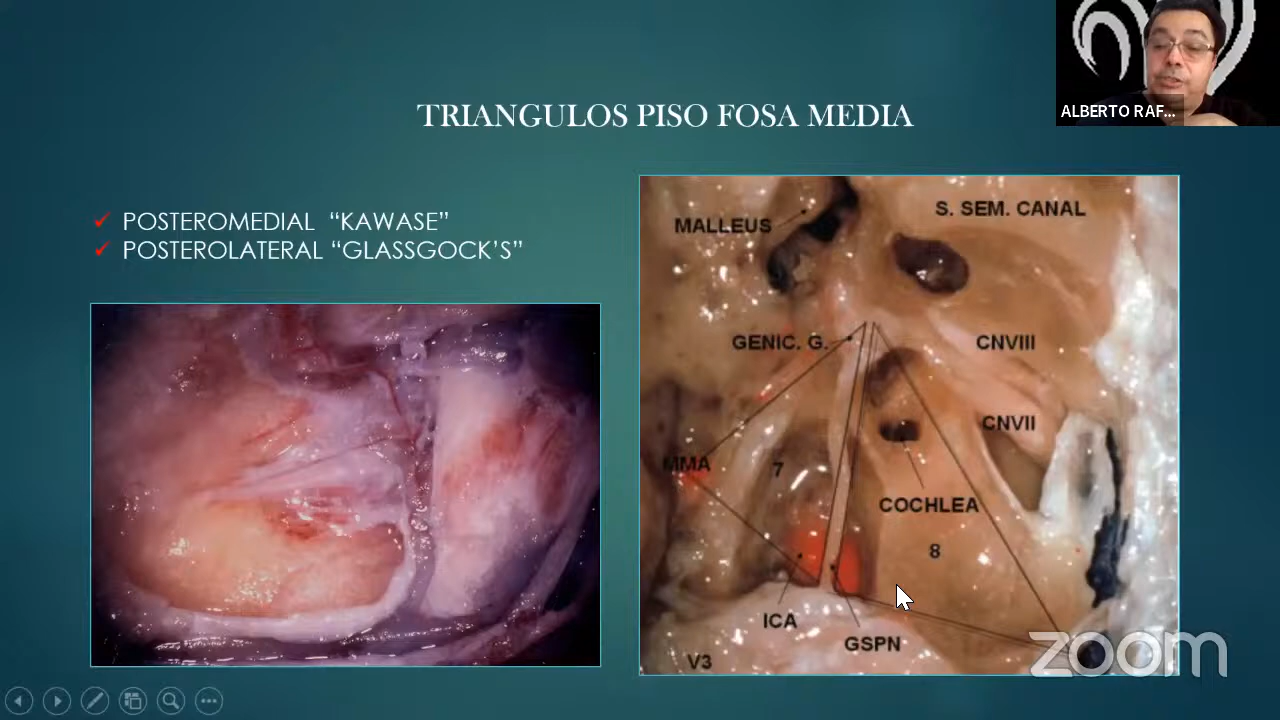 ALBERTO RAF...
TRIANGULOS PISO FOSA MEDIA
POSTEROMEDIAL “KAWASE”
POSTEROLATERAL “GLASSGOCK’S”
MALLEUS
S. SEM. CANAL
GENIC. G.
CNVIII
CNVII
MMA
7
COCHLEA
8
ICA
GSPN
V3
zoom